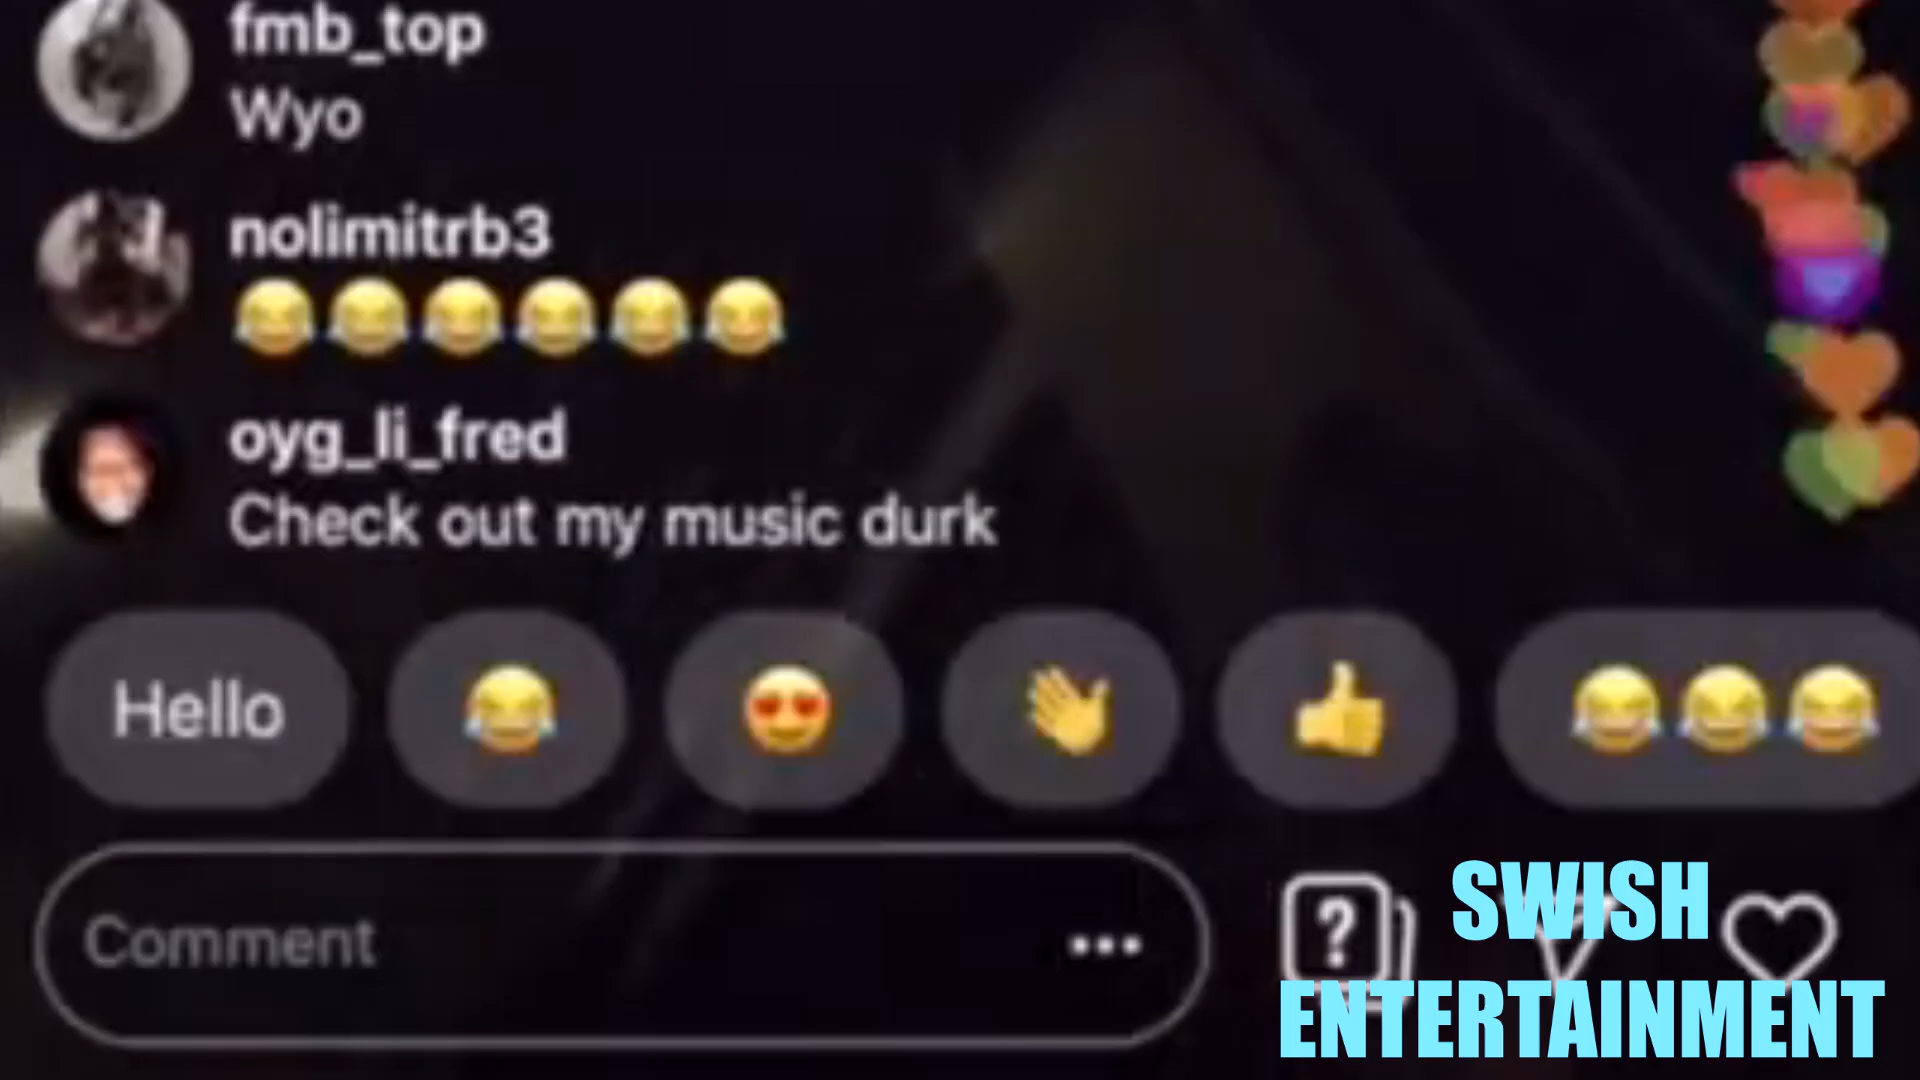 fmb_top
Wyo
nolimitrb3
😂😂😂😂😂😂
oyg_li_fred
Check out my music durk
Hello 😂 😍 👋 👍 😂😂😂
Comment ...
?
SWISH
ENTERTAINMENT